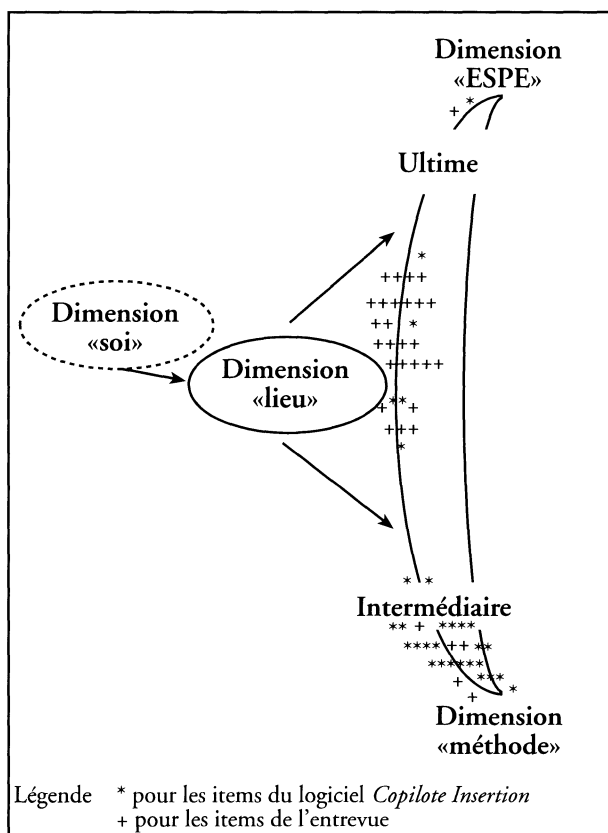 Dimension
«ESPE»
+ *
Ultime
*
++++
++++++
++ *
++++
+++++
**
+ +
+++
*
Dimension
«soi»
Dimension
«lieu»
* *
Intermédiaire
** + ****
**** ++ **
******
***
+ *
+
Dimension
«méthode»
Légende * pour les items du logiciel Copilote Insertion
+ pour les items de l'entrevue